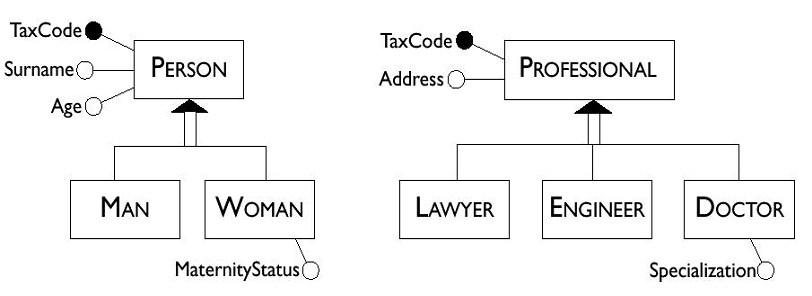 TaxCode
Surname
Age
PERSON
MAN
WOMAN
MaternityStatus
TaxCode
Address
PROFESSIONAL
LAWYER
ENGINEER
DOCTOR
Specialization